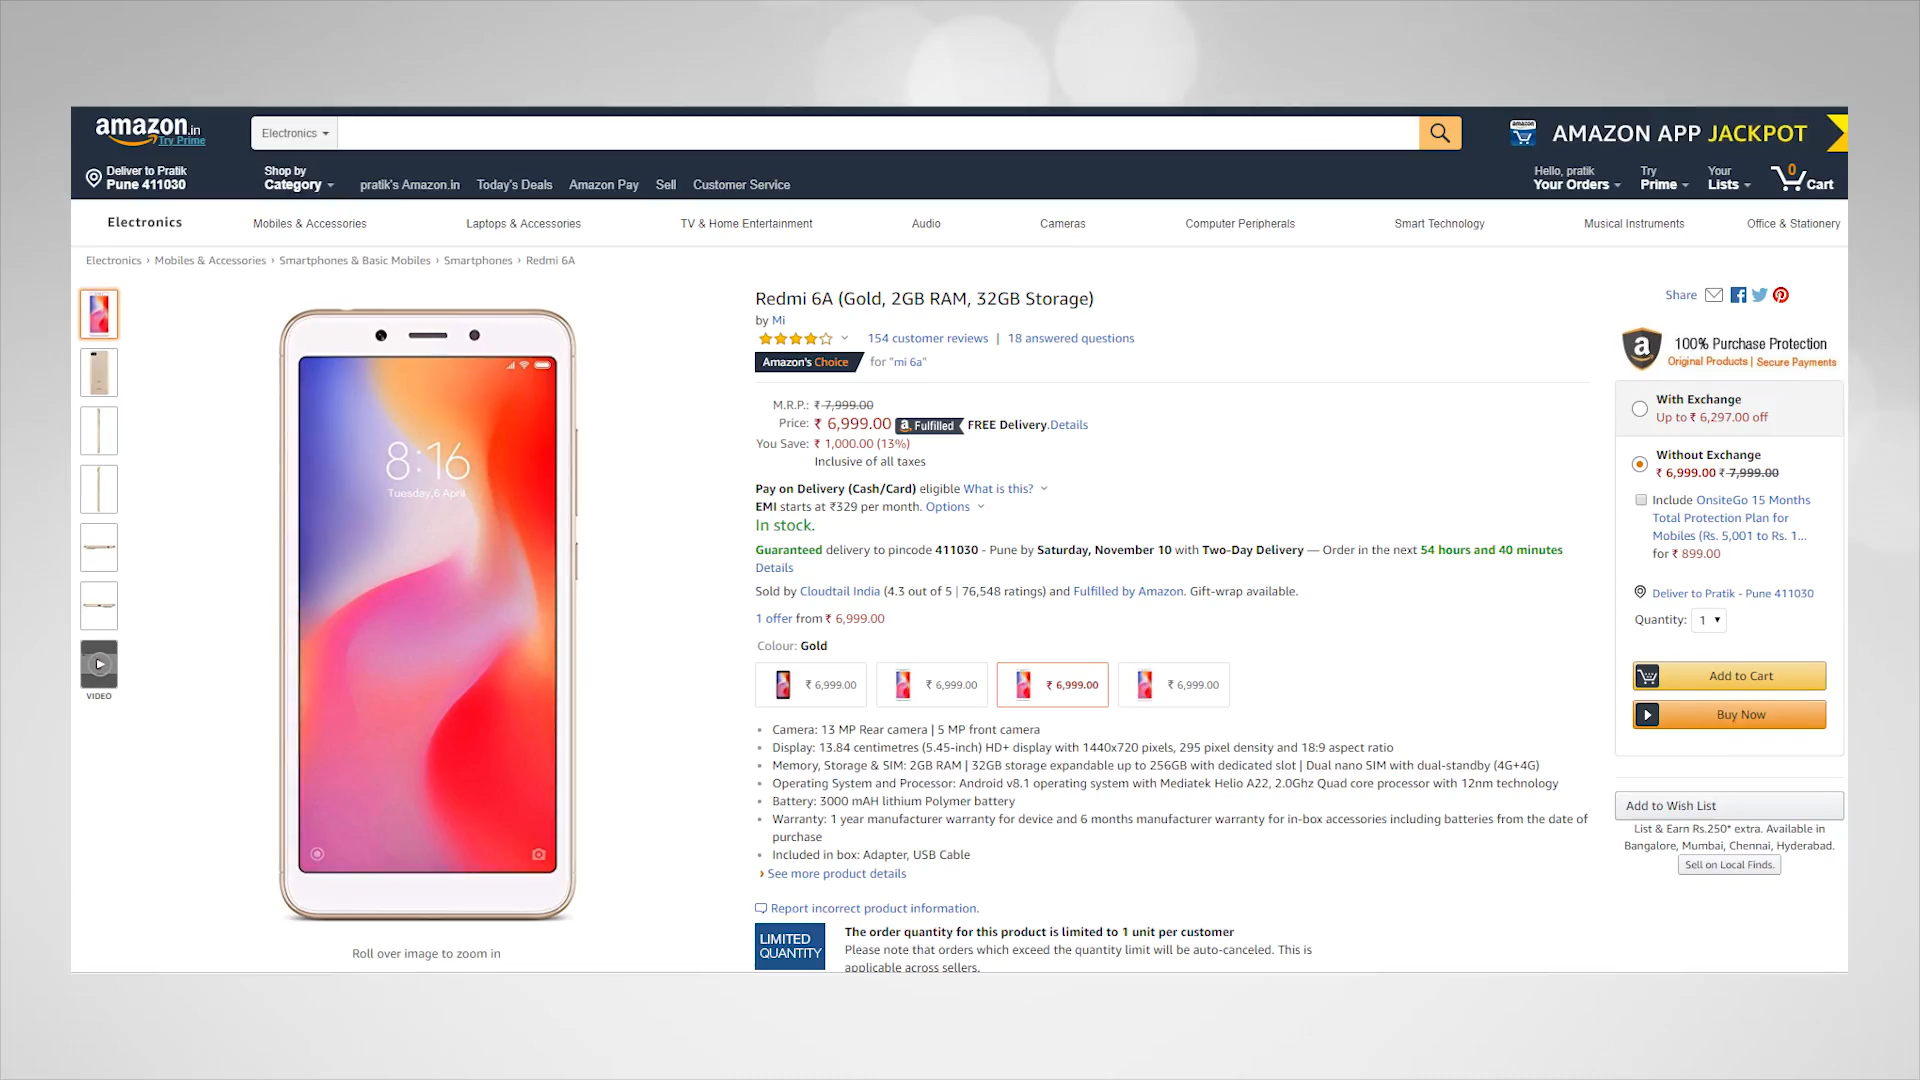 amazon.in
Try Prime
Electronics
AMAZON APP JACKPOT
Deliver to Pratik
Pune 411030
Shop by
Category
pratik's Amazon.in Today's Deals Amazon Pay Sell Customer Service
Hello, pratik
Your Orders
Try
Prime
Your
Lists
0
Cart
Electronics Mobiles & Accessories Laptops & Accessories TV & Home Entertainment Audio Cameras Computer Peripherals Smart Technology Musical Instruments Office & Stationery
Electronics › Mobiles & Accessories › Smartphones & Basic Mobiles › Smartphones › Redmi 6A
VIDEO
8:16
Tuesday,6 April
Roll over image to zoom in
Redmi 6A (Gold, 2GB RAM, 32GB Storage)
by Mi
154 customer reviews | 18 answered questions
Amazon's Choice for "mi 6a"
M.R.P.: ₹ 7,999.00
Price: ₹ 6,999.00 a Fulfilled FREE Delivery.Details
You Save: ₹ 1,000.00 (13%)
Inclusive of all taxes
Pay on Delivery (Cash/Card) eligible What is this?
EMI starts at ₹329 per month. Options
In stock.
Guaranteed delivery to pincode 411030 - Pune by Saturday, November 10 with Two-Day Delivery — Order in the next 54 hours and 40 minutes
Details
Sold by Cloudtail India (4.3 out of 5 | 76,548 ratings) and Fulfilled by Amazon. Gift-wrap available.
1 offer from ₹ 6,999.00
Colour: Gold
₹ 6,999.00 ₹ 6,999.00 ₹ 6,999.00 ₹ 6,999.00
• Camera: 13 MP Rear camera | 5 MP front camera
• Display: 13.84 centimetres (5.45-inch) HD+ display with 1440x720 pixels, 295 pixel density and 18:9 aspect ratio
• Memory, Storage & SIM: 2GB RAM | 32GB storage expandable up to 256GB with dedicated slot | Dual nano SIM with dual-standby (4G+4G)
• Operating System and Processor: Android v8.1 operating system with Mediatek Helio A22, 2.0Ghz Quad core processor with 12nm technology
• Battery: 3000 mAH lithium Polymer battery
• Warranty: 1 year manufacturer warranty for device and 6 months manufacturer warranty for in-box accessories including batteries from the date of
purchase
• Included in box: Adapter, USB Cable
› See more product details
Report incorrect product information.
LIMITED
QUANTITY
The order quantity for this product is limited to 1 unit per customer
Please note that orders which exceed the quantity limit will be auto-canceled. This is
applicable across sellers.
Share
100% Purchase Protection
Original Products | Secure Payments
With Exchange
Up to ₹ 6,297.00 off
Without Exchange
₹ 6,999.00 ₹ 7,999.00
Include OnsiteGo 15 Months
Total Protection Plan for
Mobiles (Rs. 5,001 to Rs. 1...
for ₹ 899.00
Deliver to Pratik - Pune 411030
Quantity: 1
Add to Cart
Buy Now
Add to Wish List
List & Earn Rs.250* extra. Available in
Bangalore, Mumbai, Chennai, Hyderabad.
Sell on Local Finds.